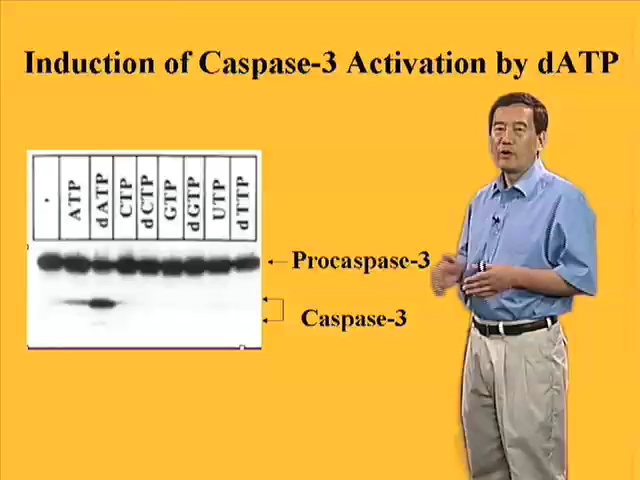 Induction of Caspase-3 Activation by dATP
- ATP dATP CTP dCTP GTP dGTP UTP dTTP
Procaspase-3
Caspase-3